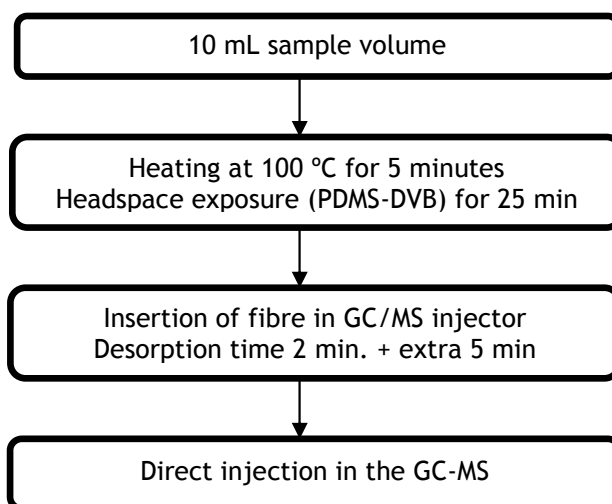 10 mL sample volume
Heating at 100 ºC for 5 minutes
Headspace exposure (PDMS-DVB) for 25 min
Insertion of fibre in GC/MS injector
Desorption time 2 min. + extra 5 min
Direct injection in the GC-MS